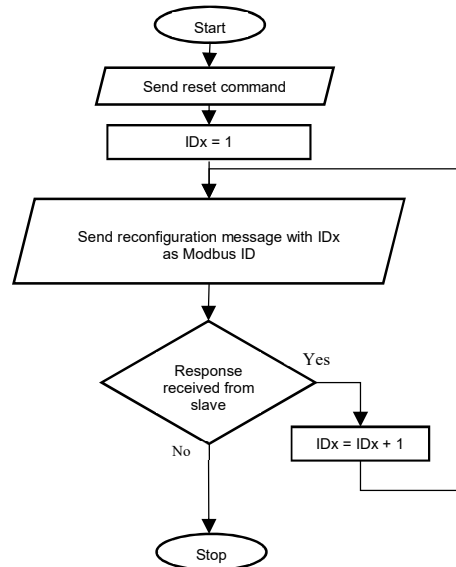 Start
Send reset command
IDx = 1
Send reconfiguration message with IDx
as Modbus ID
Response
received from
slave
Yes
No
IDx = IDx + 1
Stop